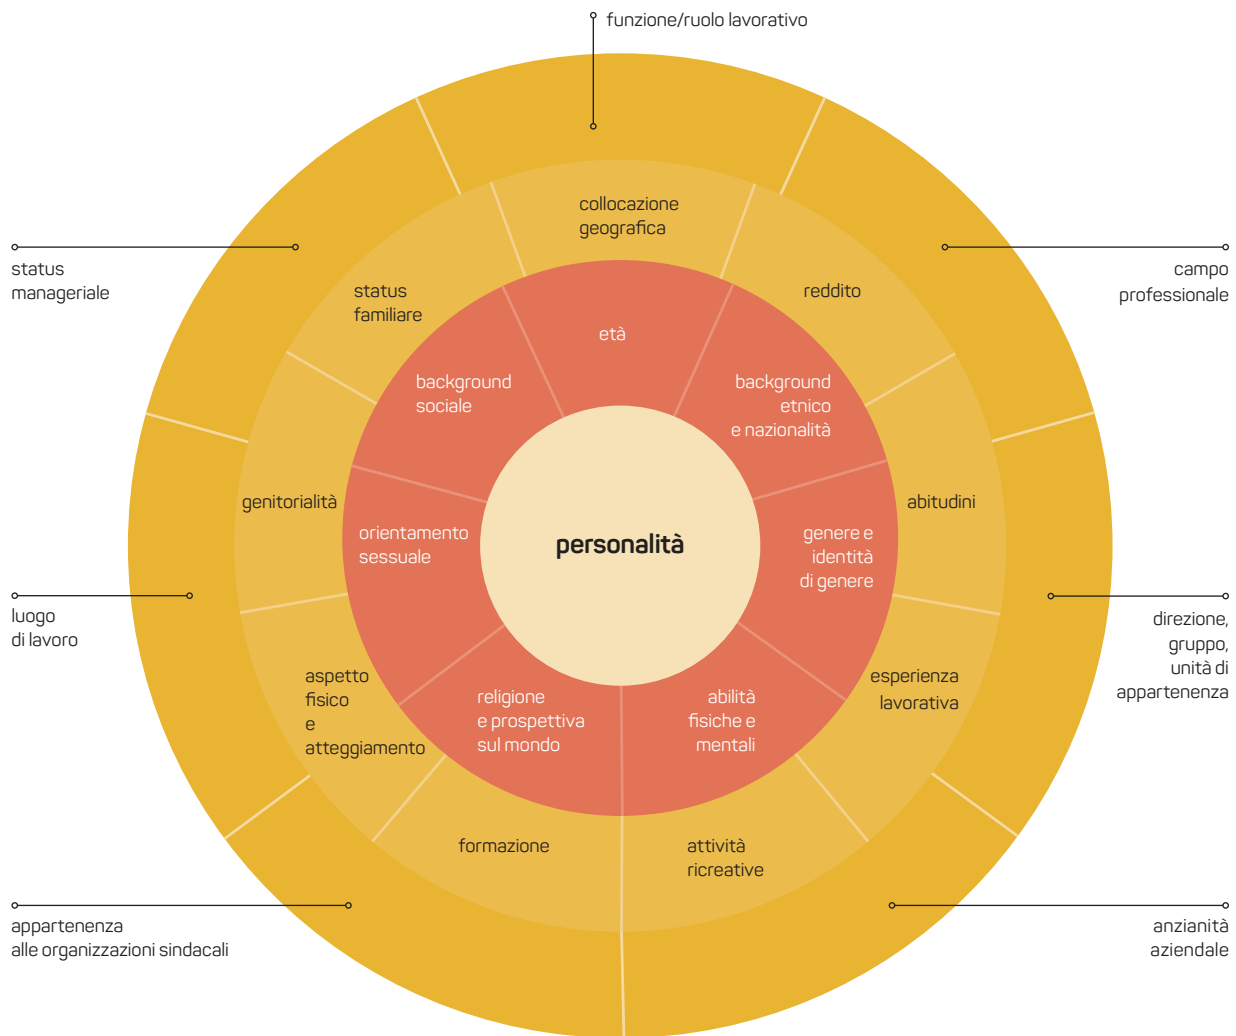 funzione/ruolo lavorativo
collocazione
geografica
status
manageriale
campo
professionale
status
familiare
reddito
età
background
sociale
background
etnico
e nazionalità
genitorialità
abitudini
orientamento
sessuale
personalità
genere e
identità
di genere
luogo
di lavoro
direzione,
gruppo,
unità di
appartenenza
aspetto
fisico
e
atteggiamento
esperienza
lavorativa
religione
e prospettiva
sul mondo
abilità
fisiche e
mentali
formazione
attività
ricreative
appartenenza
alle organizzazioni sindacali
anzianità
aziendale